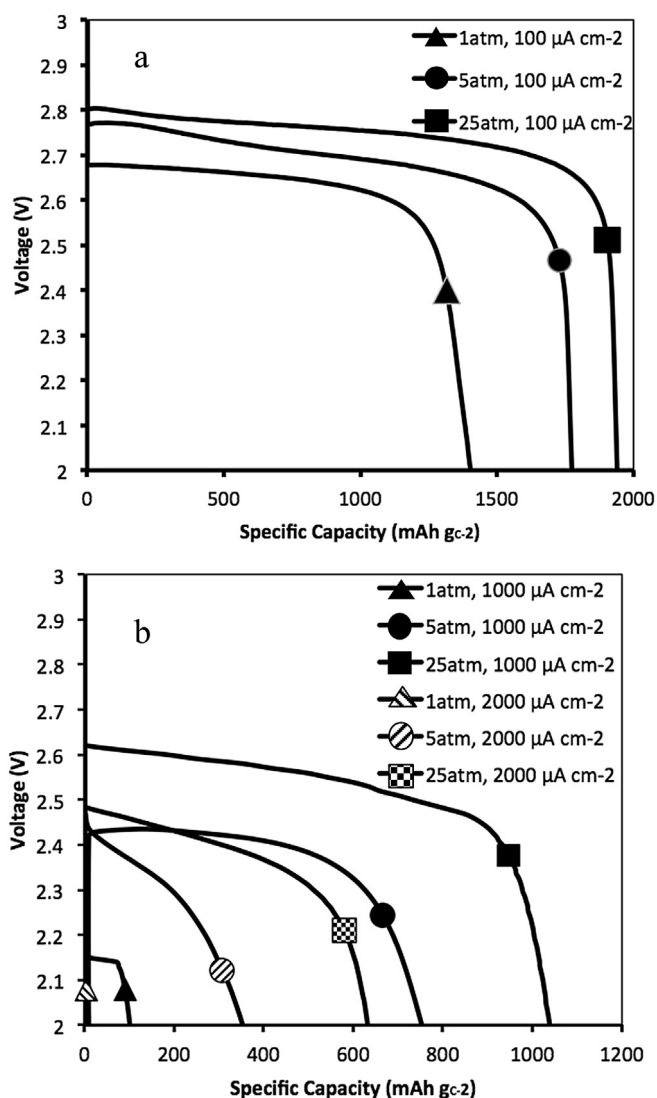 3
2.9
2.8
2.7
2.6
2.5
2.4
2.3
2.2
2.1
2
Voltage (V)
a
1atm, 100 µA cm-2
5atm, 100 µA cm-2
25atm, 100 µA cm-2
0 500 1000 1500 2000
Specific Capacity (mAh gc-2)
3
2.9
2.8
2.7
2.6
2.5
2.4
2.3
2.2
2.1
2
Voltage (V)
b
1atm, 1000 µA cm-2
5atm, 1000 µA cm-2
25atm, 1000 µA cm-2
1atm, 2000 µA cm-2
5atm, 2000 µA cm-2
25atm, 2000 µA cm-2
0 200 400 600 800 1000 1200
Specific Capacity (mAh gc-2)